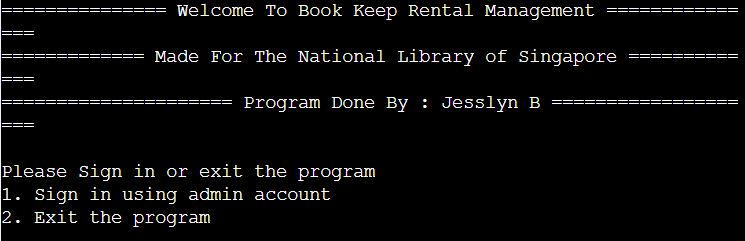 =============== Welcome To Book Keep Rental Management ============
===
============= Made For The National Library of Singapore ==========
===
===================== Program Done By : Jesslyn B =================
===
Please Sign in or exit the program
1. Sign in using admin account
2. Exit the program